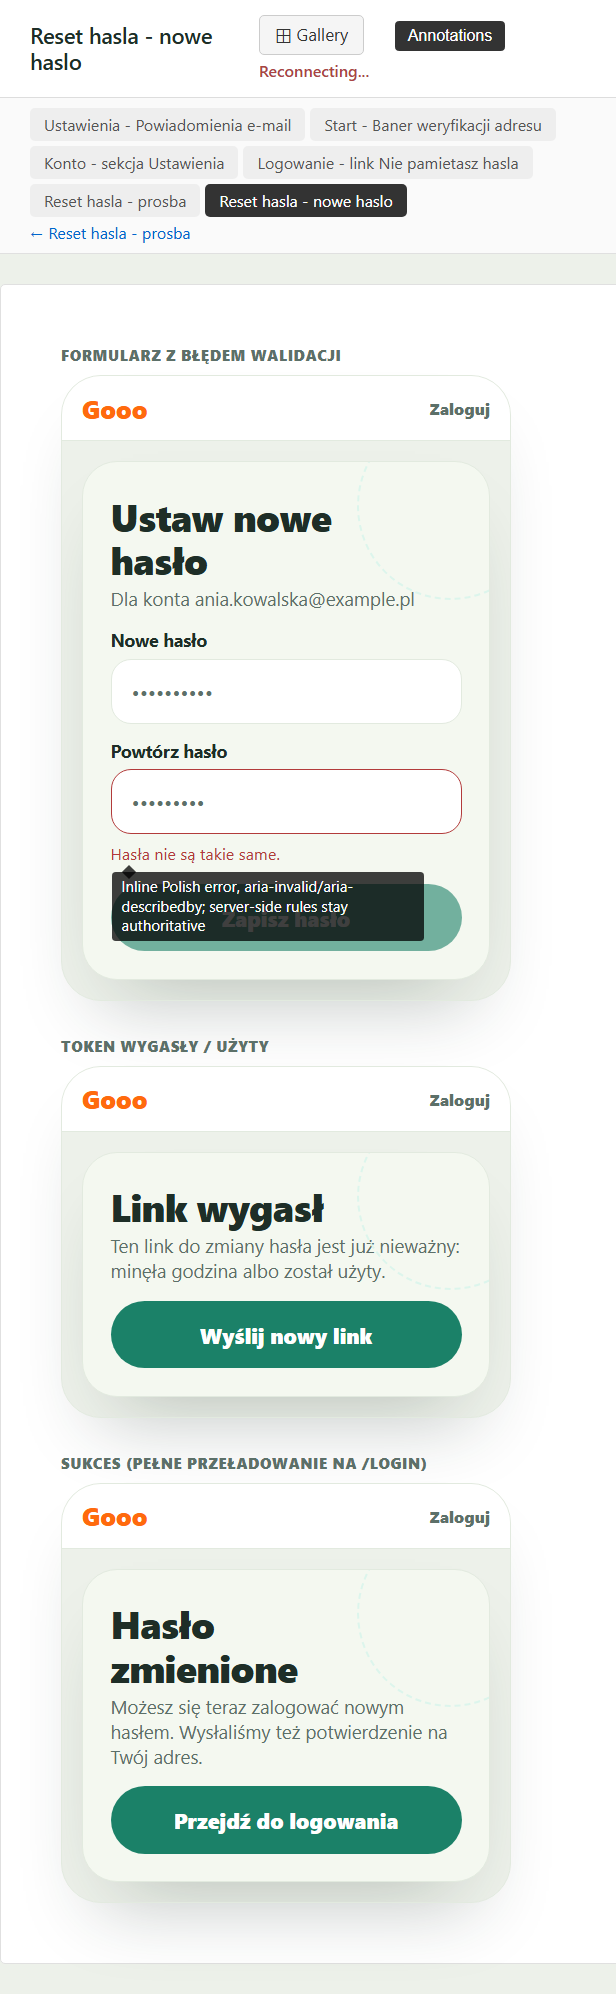 Reset hasla - nowe
haslo
Gallery
Annotations
Reconnecting...
Ustawienia - Powiadomienia e-mail
Start - Baner weryfikacji adresu
Konto - sekcja Ustawienia
Logowanie - link Nie pamietasz hasla
Reset hasla - prosba
Reset hasla - nowe haslo
← Reset hasla - prosba
FORMULARZ Z BŁĘDEM WALIDACJI
Gooo
Zaloguj
Ustaw nowe
hasło
Dla konta ania.kowalska@example.pl
Nowe hasło
••••••••••
Powtórz hasło
•••••••••
Hasła nie są takie same.
Inline Polish error, aria-invalid/aria-
describedby; server-side rules stay
authoritative
Zapisz hasło
TOKEN WYGASŁY / UŻYTY
Gooo
Zaloguj
Link wygasł
Ten link do zmiany hasła jest już nieważny:
minęła godzina albo został użyty.
Wyślij nowy link
SUKCES (PEŁNE PRZEŁADOWANIE NA /LOGIN)
Gooo
Zaloguj
Hasło
zmienione
Możesz się teraz zalogować nowym
hasłem. Wysłaliśmy też potwierdzenie na
Twój adres.
Przejdź do logowania